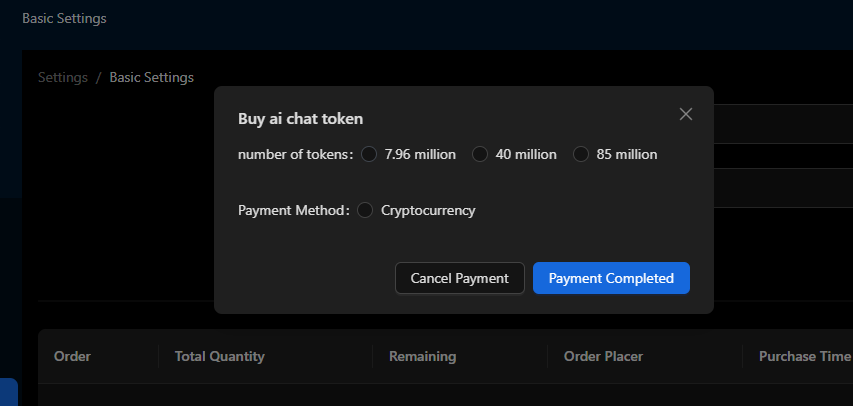 Basic Settings
Settings / Basic Settings
Buy ai chat token
number of tokens: 7.96 million 40 million 85 million
Payment Method: Cryptocurrency
Cancel Payment Payment Completed
Order Total Quantity Remaining Order Placer Purchase Time